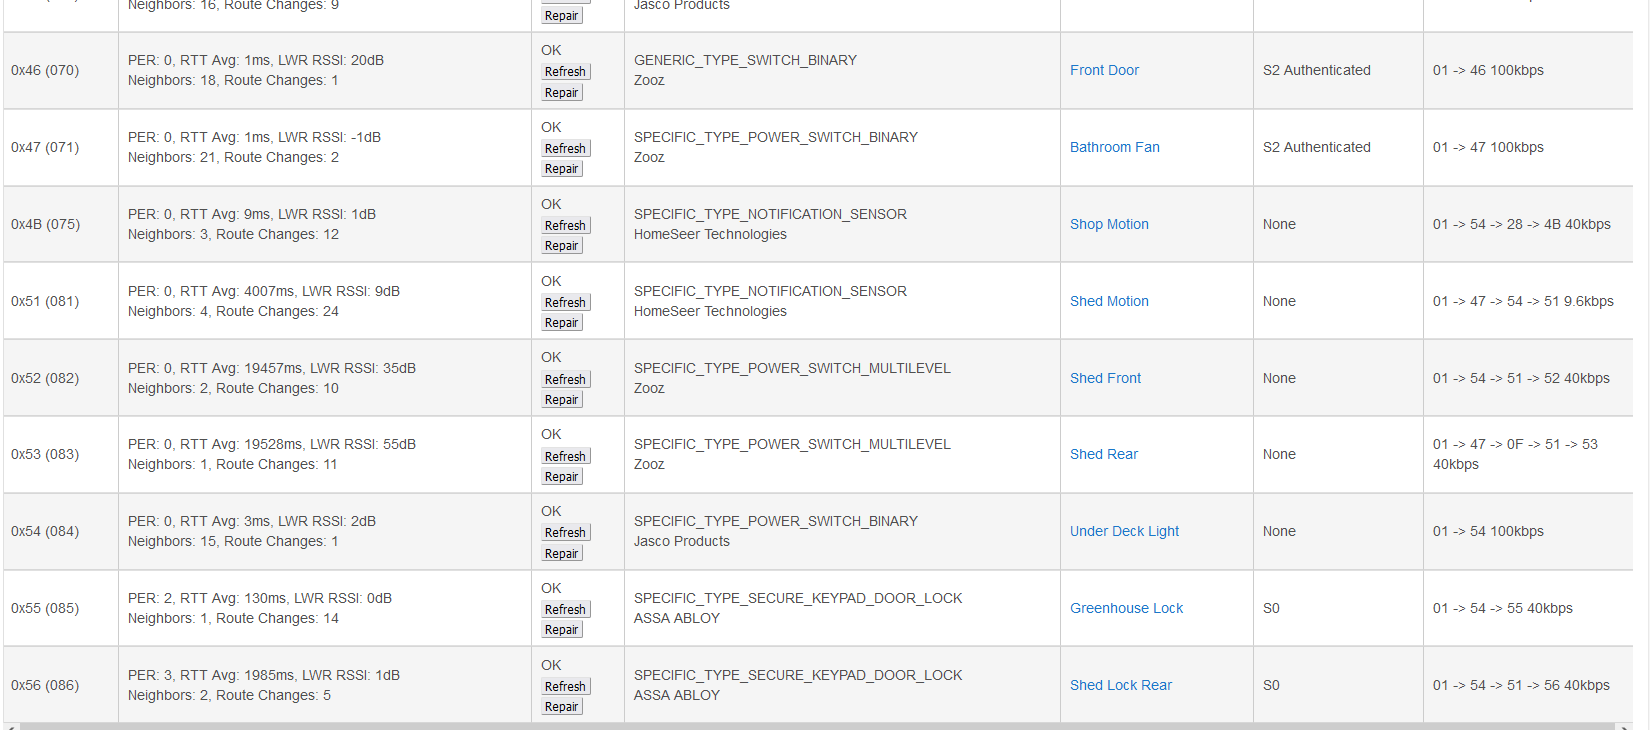 Neighbors: 16, Route Changes: 9
Repair
Jasco Products
0x46 (070)
PER: 0, RTT Avg: 1ms, LWR RSSI: 20dB
Neighbors: 18, Route Changes: 1
OK
Refresh
Repair
GENERIC_TYPE_SWITCH_BINARY
Zooz
Front Door
S2 Authenticated
01 -> 46 100kbps
0x47 (071)
PER: 0, RTT Avg: 1ms, LWR RSSI: -1dB
Neighbors: 21, Route Changes: 2
OK
Refresh
Repair
SPECIFIC_TYPE_POWER_SWITCH_BINARY
Zooz
Bathroom Fan
S2 Authenticated
01 -> 47 100kbps
0x4B (075)
PER: 0, RTT Avg: 9ms, LWR RSSI: 1dB
Neighbors: 3, Route Changes: 12
OK
Refresh
Repair
SPECIFIC_TYPE_NOTIFICATION_SENSOR
HomeSeer Technologies
Shop Motion
None
01 -> 54 -> 28 -> 4B 40kbps
0x51 (081)
PER: 0, RTT Avg: 4007ms, LWR RSSI: 9dB
Neighbors: 4, Route Changes: 24
OK
Refresh
Repair
SPECIFIC_TYPE_NOTIFICATION_SENSOR
HomeSeer Technologies
Shed Motion
None
01 -> 47 -> 54 -> 51 9.6kbps
0x52 (082)
PER: 0, RTT Avg: 19457ms, LWR RSSI: 35dB
Neighbors: 2, Route Changes: 10
OK
Refresh
Repair
SPECIFIC_TYPE_POWER_SWITCH_MULTILEVEL
Zooz
Shed Front
None
01 -> 54 -> 51 -> 52 40kbps
0x53 (083)
PER: 0, RTT Avg: 19528ms, LWR RSSI: 55dB
Neighbors: 1, Route Changes: 11
OK
Refresh
Repair
SPECIFIC_TYPE_POWER_SWITCH_MULTILEVEL
Zooz
Shed Rear
None
01 -> 47 -> 0F -> 51 -> 53
40kbps
0x54 (084)
PER: 0, RTT Avg: 3ms, LWR RSSI: 2dB
Neighbors: 15, Route Changes: 1
OK
Refresh
Repair
SPECIFIC_TYPE_POWER_SWITCH_BINARY
Jasco Products
Under Deck Light
None
01 -> 54 100kbps
0x55 (085)
PER: 2, RTT Avg: 130ms, LWR RSSI: 0dB
Neighbors: 1, Route Changes: 14
OK
Refresh
Repair
SPECIFIC_TYPE_SECURE_KEYPAD_DOOR_LOCK
ASSA ABLOY
Greenhouse Lock
S0
01 -> 54 -> 55 40kbps
0x56 (086)
PER: 3, RTT Avg: 1985ms, LWR RSSI: 1dB
Neighbors: 2, Route Changes: 5
OK
Refresh
Repair
SPECIFIC_TYPE_SECURE_KEYPAD_DOOR_LOCK
ASSA ABLOY
Shed Lock Rear
S0
01 -> 54 -> 51 -> 56 40kbps